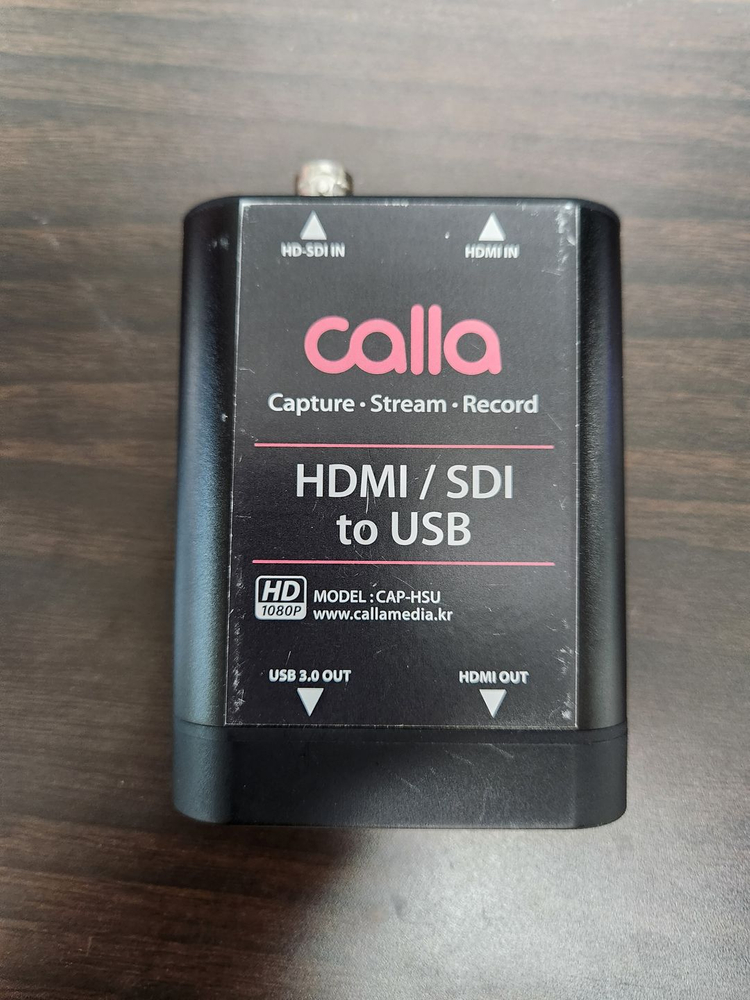 HD-SDI IN
HDMI IN
calla
Capture · Stream · Record
HDMI / SDI
to USB
HD
1080P
MODEL : CAP-HSU
www.callamedia.kr
USB 3.0 OUT
HDMI OUT